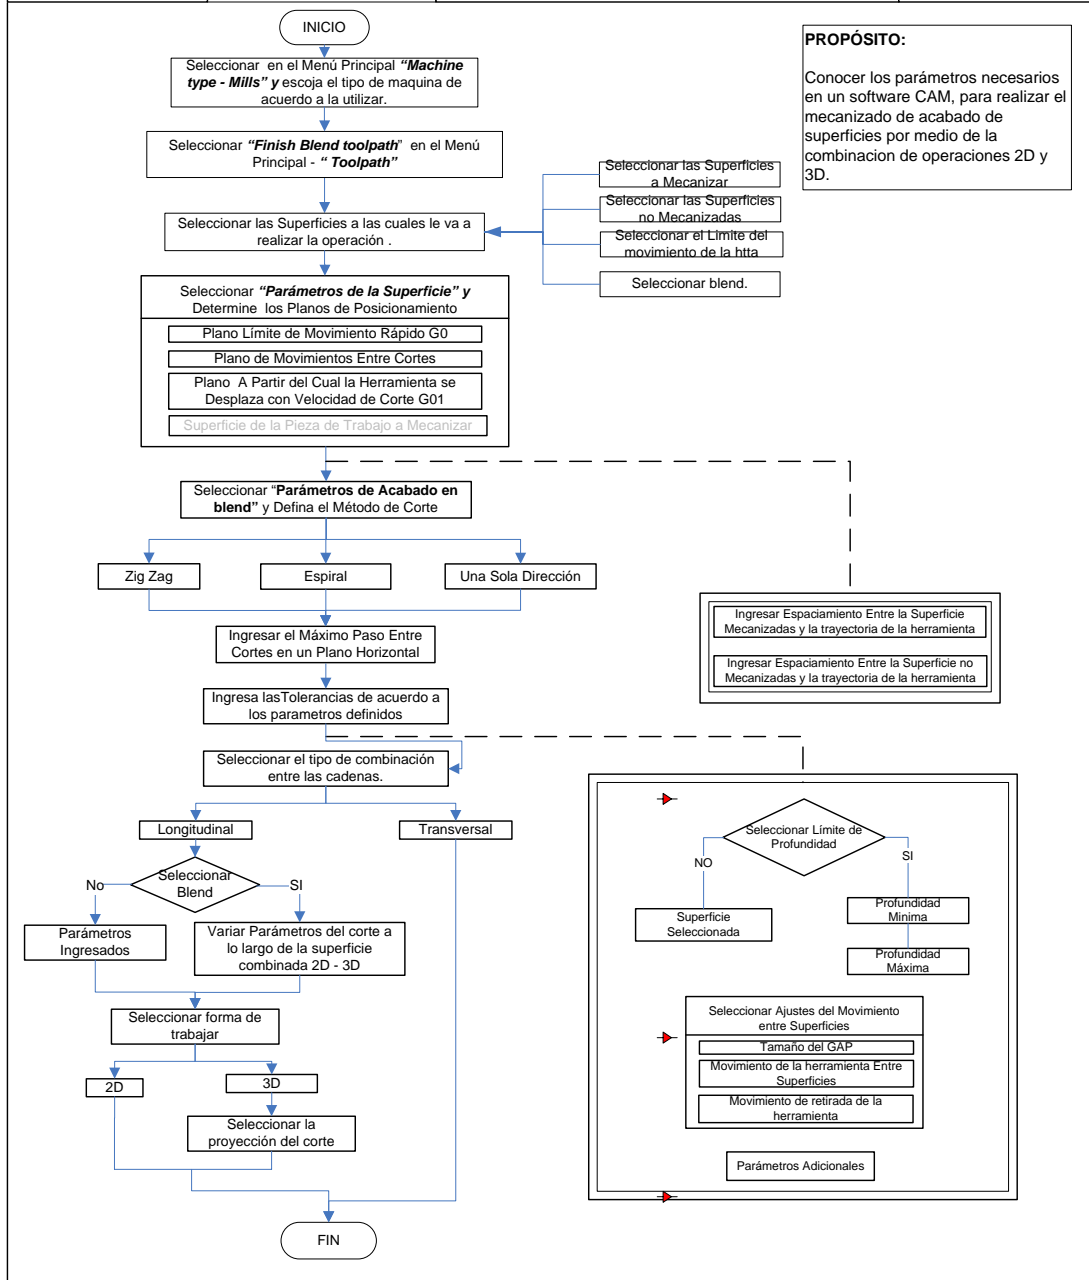 INICIO
PROPÓSITO:
Conocer los parámetros necesarios
en un software CAM, para realizar el
mecanizado de acabado de
superficies por medio de la
combinacion de operaciones 2D y
3D.
Seleccionar en el Menú Principal “Machine
type - Mills” y escoja el tipo de maquina de
acuerdo a la utilizar.
Seleccionar “Finish Blend toolpath” en el Menú
Principal - “ Toolpath”
Seleccionar las Superficies
a Mecanizar
Seleccionar las Superficies
no Mecanizadas
Seleccionar el Limite del
movimiento de la htta
Seleccionar blend.
Seleccionar las Superficies a las cuales le va a
realizar la operación .
Seleccionar “Parámetros de la Superficie” y
Determine los Planos de Posicionamiento
Plano Límite de Movimiento Rápido G0
Plano de Movimientos Entre Cortes
Plano A Partir del Cual la Herramienta se
Desplaza con Velocidad de Corte G01
Superficie de la Pieza de Trabajo a Mecanizar
Seleccionar “Parámetros de Acabado en
blend” y Defina el Método de Corte
Zig Zag
Espiral
Una Sola Dirección
Ingresar Espaciamiento Entre la Superficie
Mecanizadas y la trayectoria de la herramienta
Ingresar Espaciamiento Entre la Superficie no
Mecanizadas y la trayectoria de la herramienta
Ingresar el Máximo Paso Entre
Cortes en un Plano Horizontal
Ingresa lasTolerancias de acuerdo a
los parametros definidos
Seleccionar el tipo de combinación
entre las cadenas.
Longitudinal
Transversal
Seleccionar
Blend
No
SI
Parámetros
Ingresados
Variar Parámetros del corte a
lo largo de la superficie
combinada 2D - 3D
Seleccionar forma de
trabajar
2D
3D
Seleccionar la
proyección del corte
FIN
Seleccionar Límite de
Profundidad
NO
SI
Superficie
Seleccionada
Profundidad
Minima
Profundidad
Máxima
Seleccionar Ajustes del Movimiento
entre Superficies
Tamaño del GAP
Movimiento de la herramienta Entre
Superficies
Movimiento de retirada de la
herramienta
Parámetros Adicionales